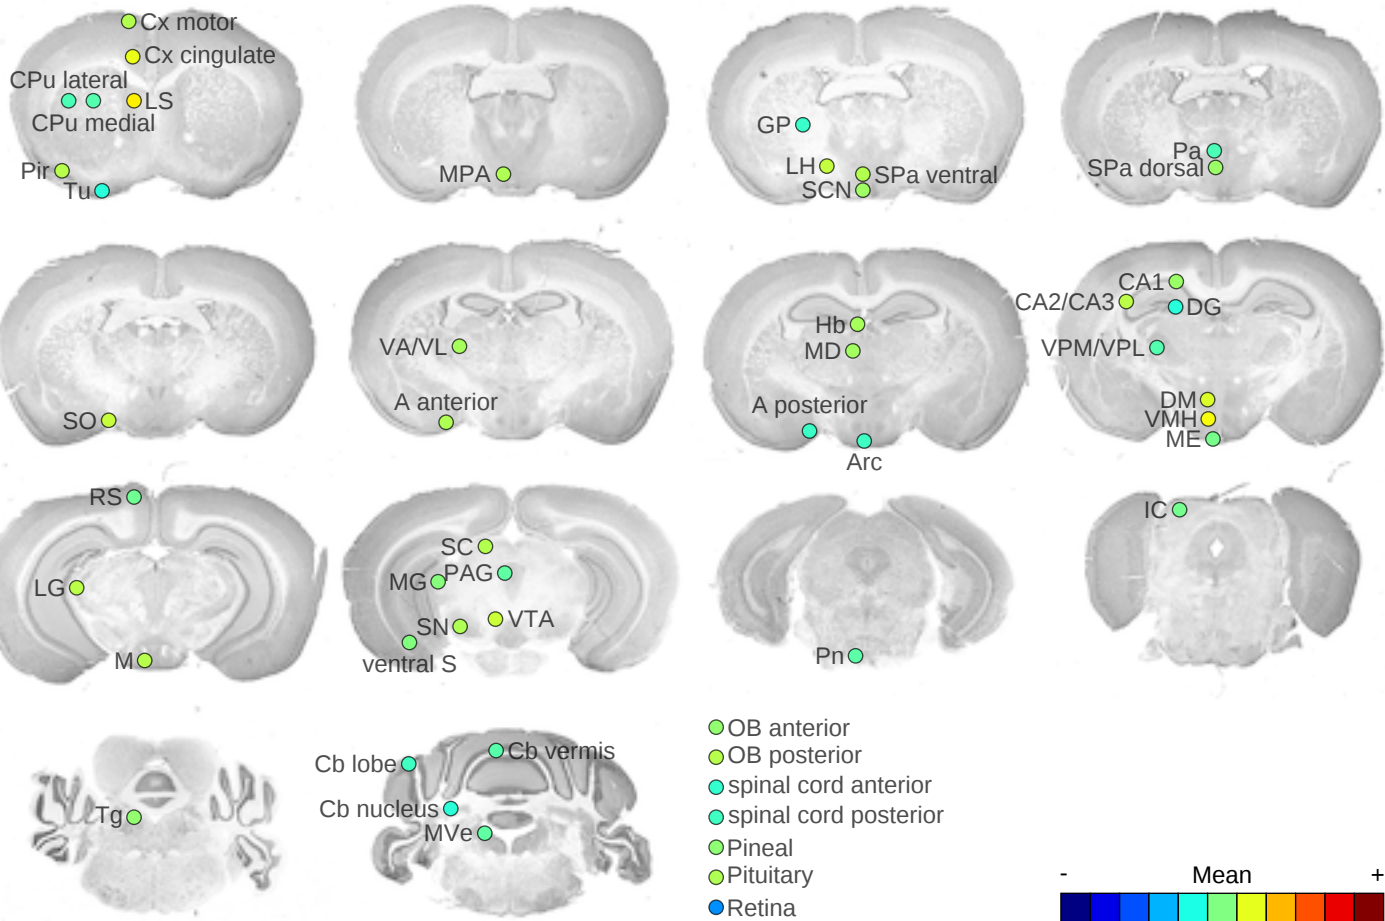 Cx motor
Cx cingulate
CPu lateral
LS
CPu medial
Pir
Tu
MPA
GP
LH
SPa ventral
SCN
Pa
SPa dorsal
SO
VA/VL
A anterior
Hb
MD
A posterior
Arc
CA1
CA2/CA3
DG
VPM/VPL
DM
VMH
ME
RS
LG
M
SC
MG
PAG
SN
VTA
ventral S
Pn
IC
Tg
Cb lobe
Cb vermis
Cb nucleus
MVe
OB anterior
OB posterior
spinal cord anterior
spinal cord posterior
Pineal
Pituitary
Retina
- Mean +